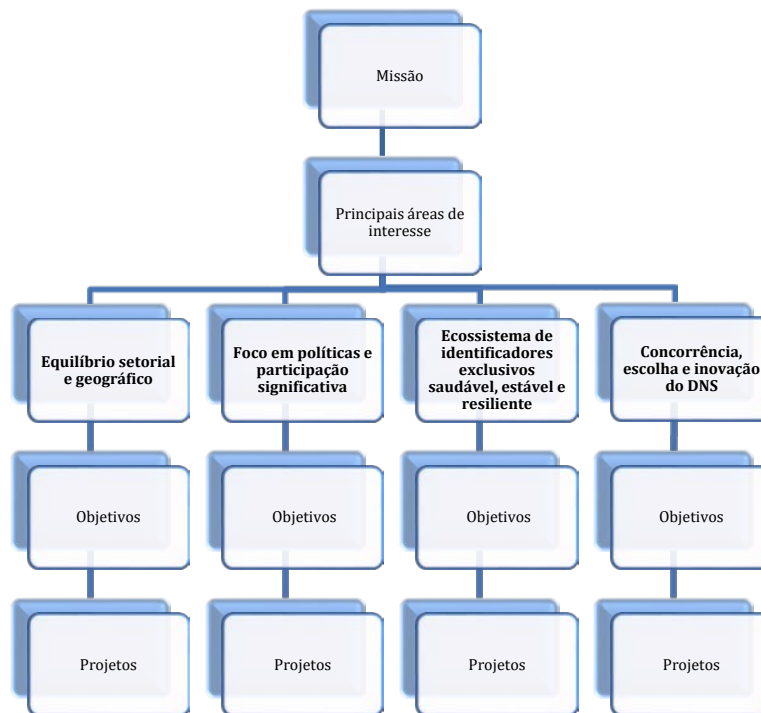 Missão
Principais áreas de
interesse
Equilíbrio setorial
e geográfico
Foco em políticas e
participação
significativa
Ecossistema de
identificadores
exclusivos
saudável, estável e
resiliente
Concorrência,
escolha e inovação
do DNS
Objetivos
Objetivos
Objetivos
Objetivos
Projetos
Projetos
Projetos
Projetos